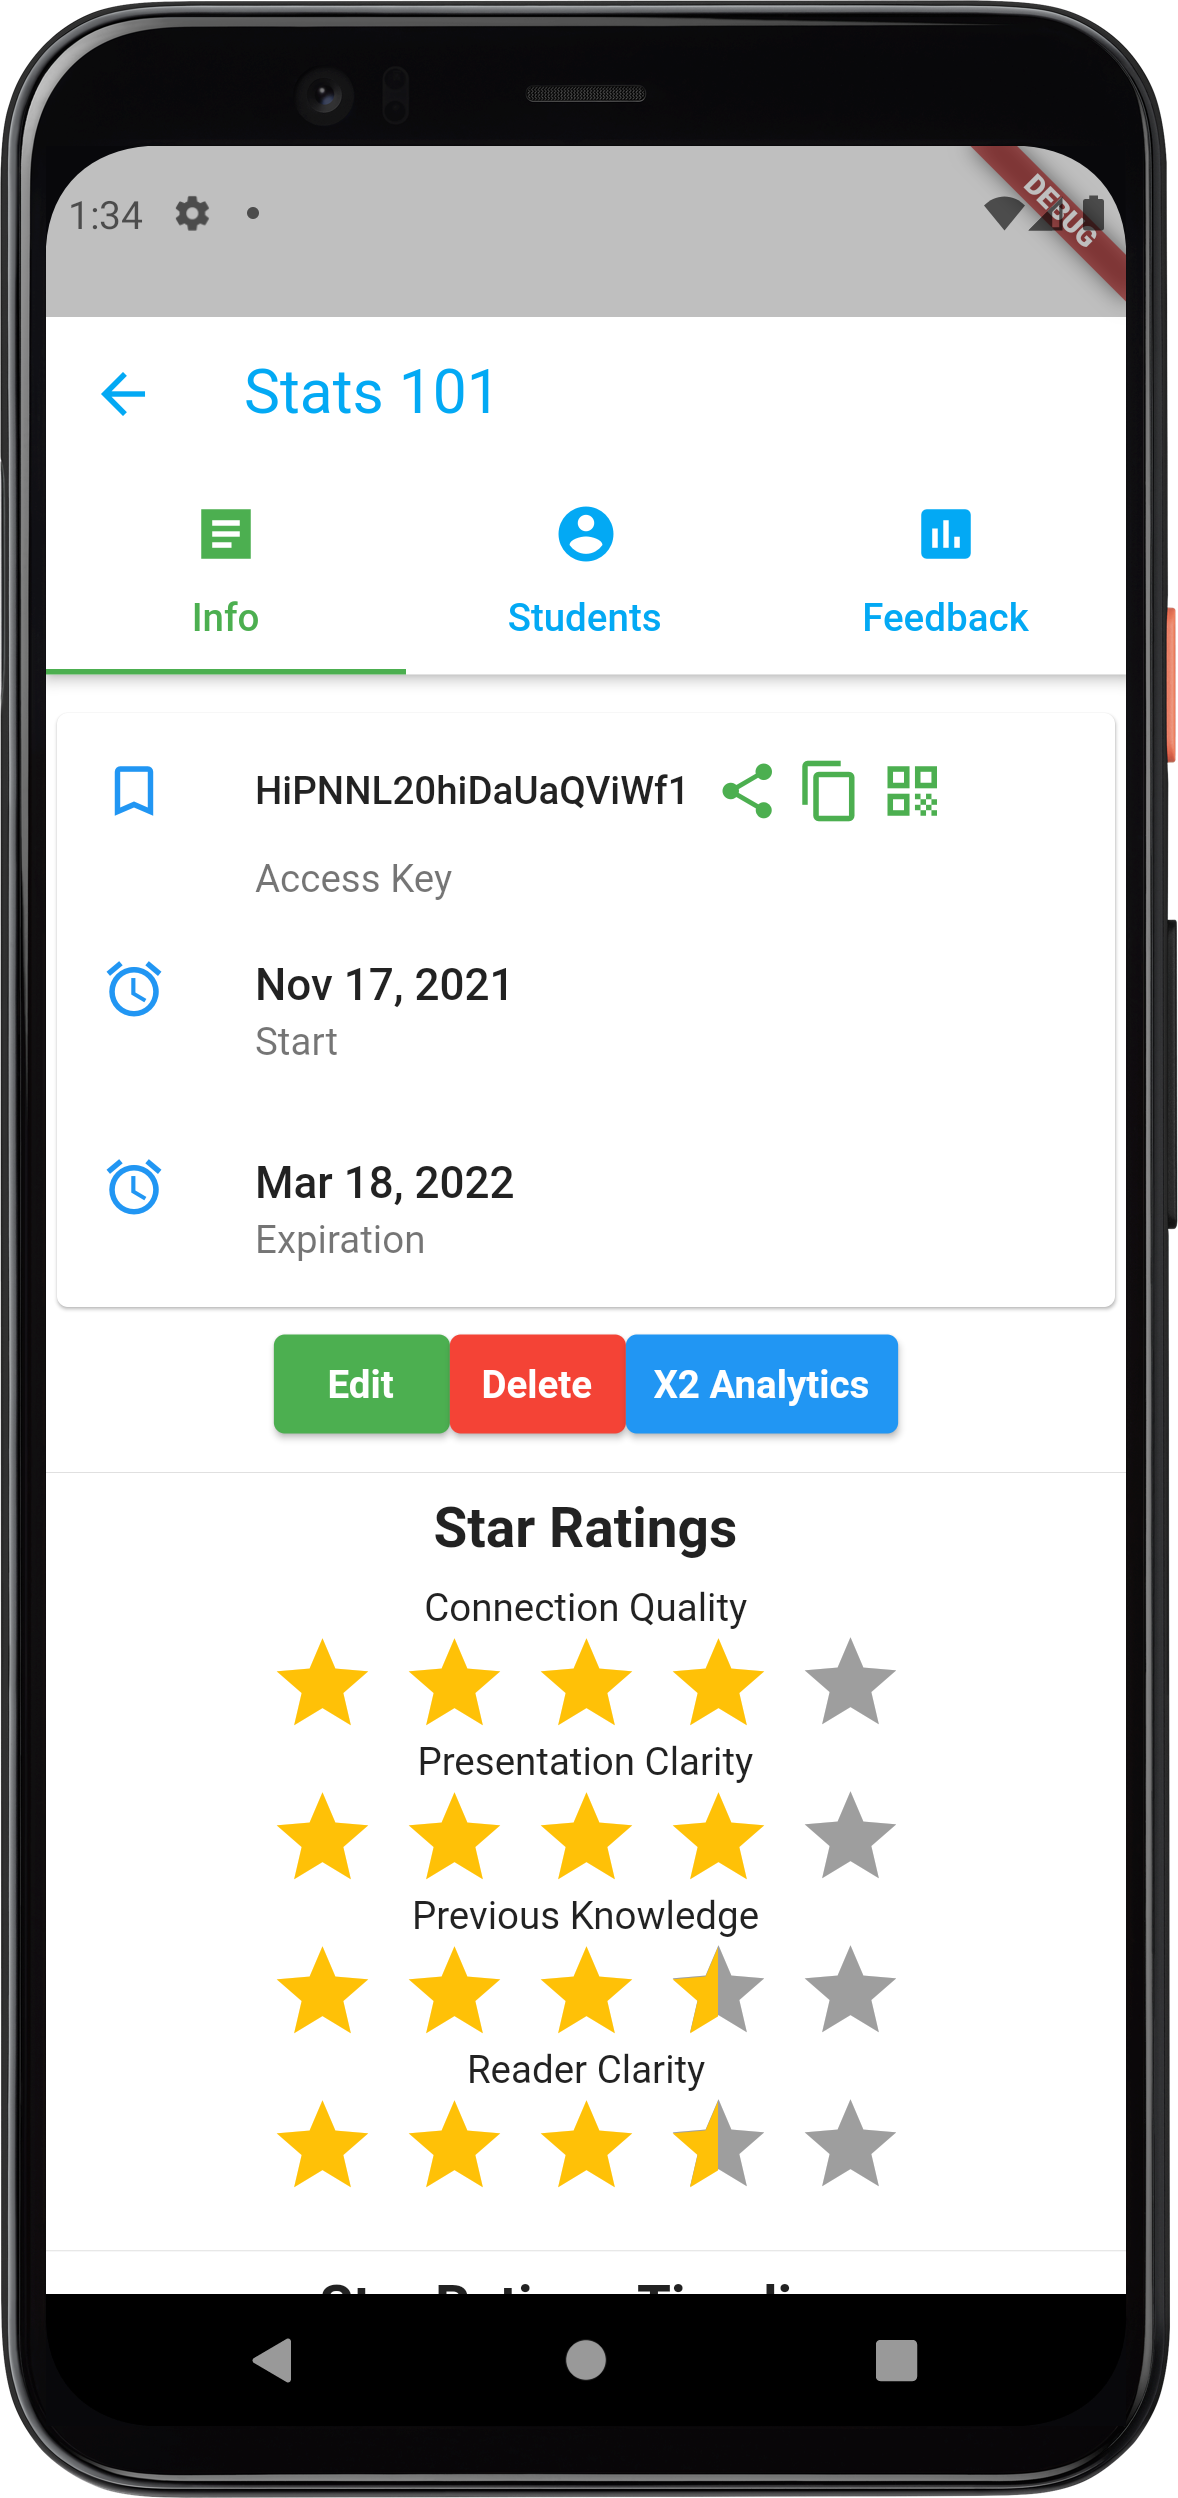 1:34
DEBUG
Stats 101
Info
Students
Feedback
HiPNNL20hiDaUaQViWf1
Access Key
Nov 17, 2021
Start
Mar 18, 2022
Expiration
Edit
Delete
X2 Analytics
Star Ratings
Connection Quality
Presentation Clarity
Previous Knowledge
Reader Clarity